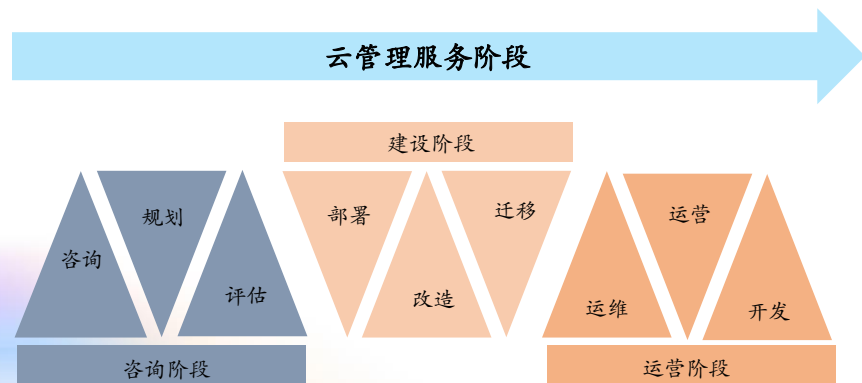 云管理服务阶段
建设阶段
咨询
规划
评估
部署
改造
迁移
运维
运营
开发
咨询阶段
运营阶段